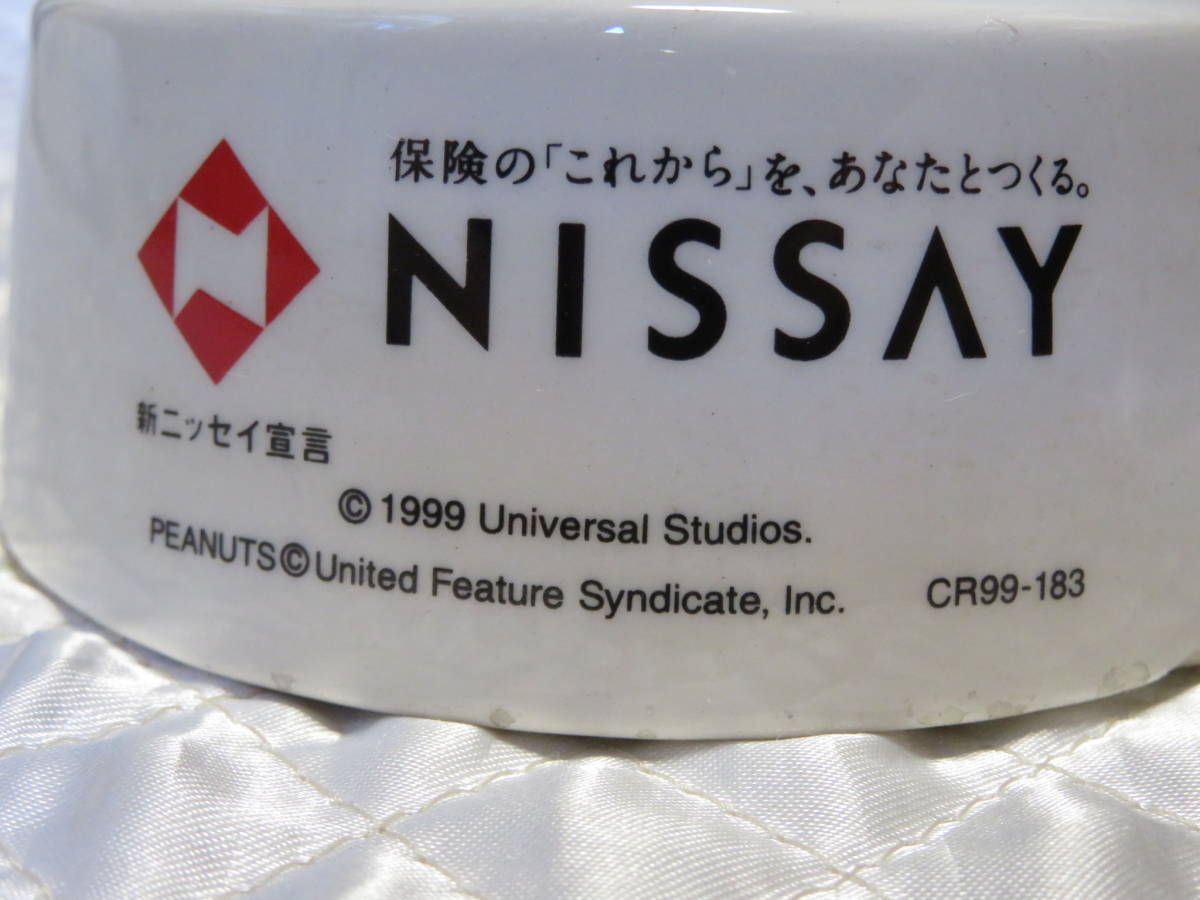 保険の「これから」を、あなたとつくる。
NISSAY
新ニッセイ宣言
© 1999 Universal Studios.
PEANUTS © United Feature Syndicate, Inc. CR99-183